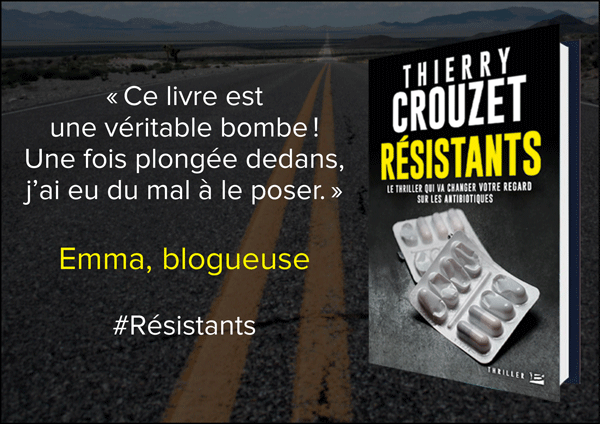 « Ce livre est
une véritable bombe !
Une fois plongée dedans,
j’ai eu du mal à le poser. »
Emma, blogueuse
#Résistants
THIERRY
CROUZET
RÉSISTANTS
LE THRILLER QUI VA CHANGER VOTRE REGARD
SUR LES ANTIBIOTIQUES
THRILLER